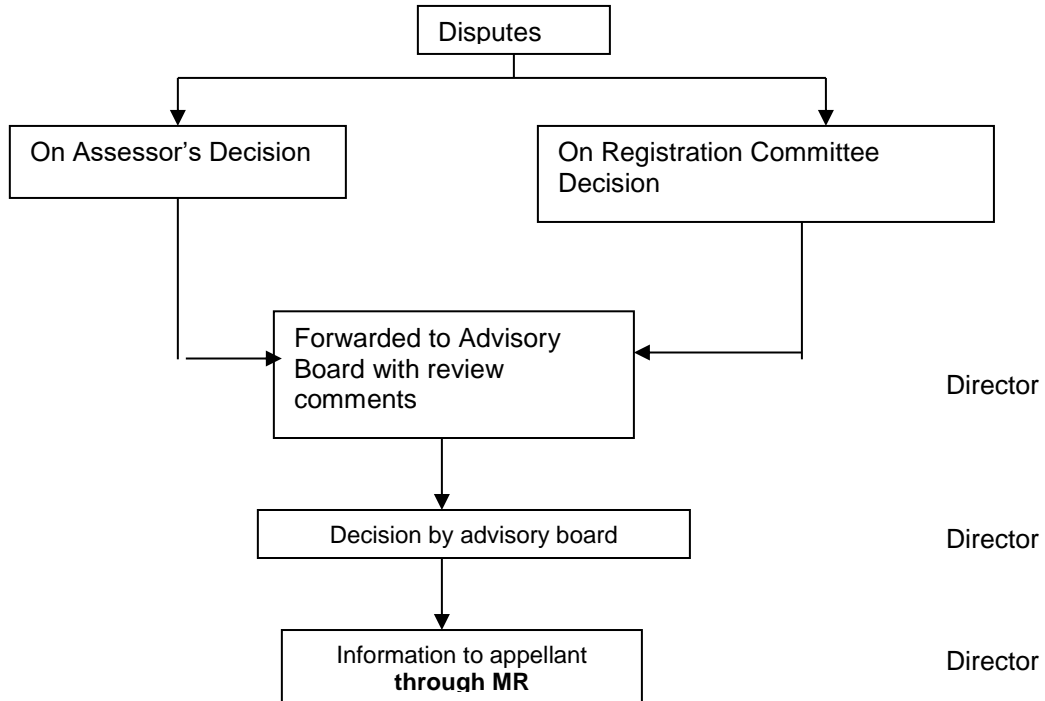 Disputes
On Assessor’s Decision
On Registration Committee
Decision
Forwarded to Advisory
Board with review
comments
Director
Decision by advisory board
Director
Information to appellant
through MR
Director